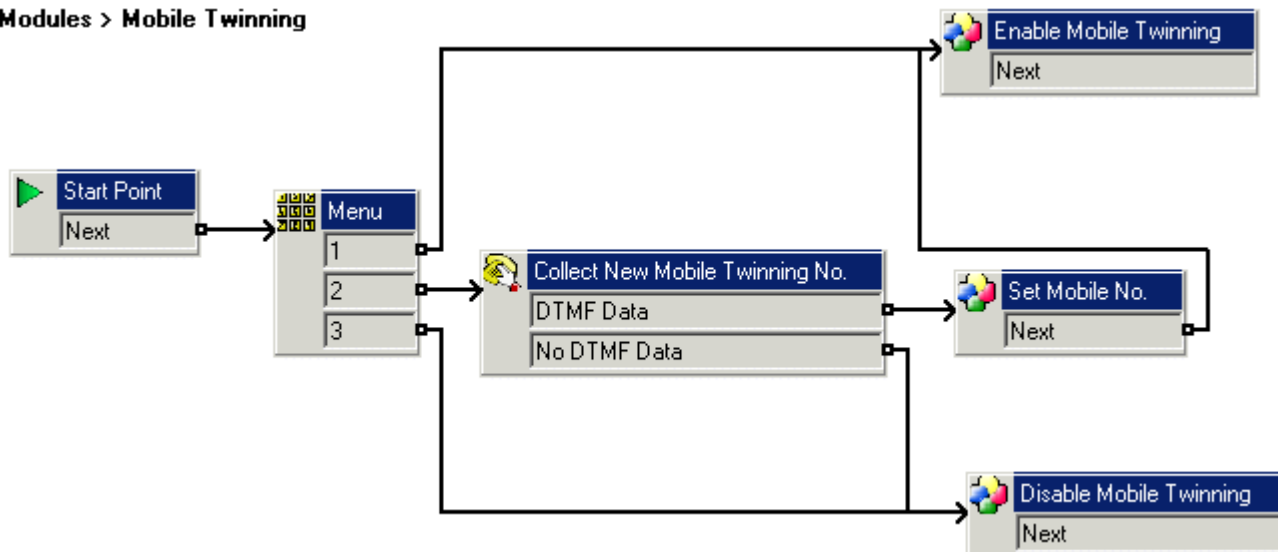 Modules > Mobile Twinning
Enable Mobile Twinning
Next
Start Point
Next
Menu
1
2
3
Collect New Mobile Twinning No.
DTMF Data
No DTMF Data
Set Mobile No.
Next
Disable Mobile Twinning
Next